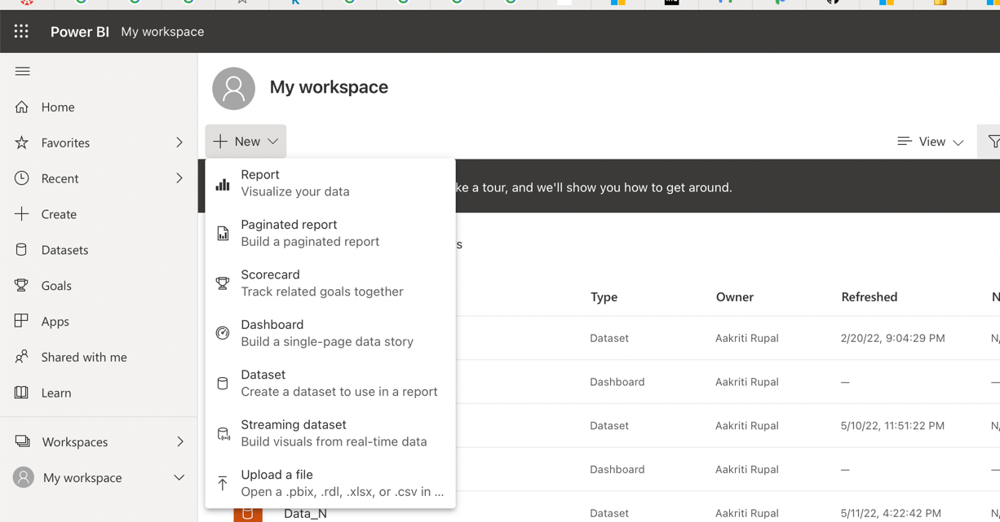 Power BI My workspace
My workspace
Home
Favorites
Recent
Create
Datasets
Goals
Apps
Shared with me
Learn
Workspaces
My workspace
New
View
Report
Visualize your data
ke a tour, and we'll show you how to get around.
Paginated report
Build a paginated report
s
Scorecard
Track related goals together
Dashboard
Build a single-page data story
Dataset
Create a dataset to use in a report
Streaming dataset
Build visuals from real-time data
Upload a file
Open a .pbix, .rdl, .xlsx, or .csv in ...
Type Owner Refreshed N
Dataset Aakriti Rupal 2/20/22, 9:04:29 PM N/
Dashboard Aakriti Rupal — —
Dataset Aakriti Rupal 5/10/22, 11:51:22 PM N/
Dashboard Aakriti Rupal — —
Data_N Dataset Aakriti Rupal 5/11/22, 4:22:42 PM N/